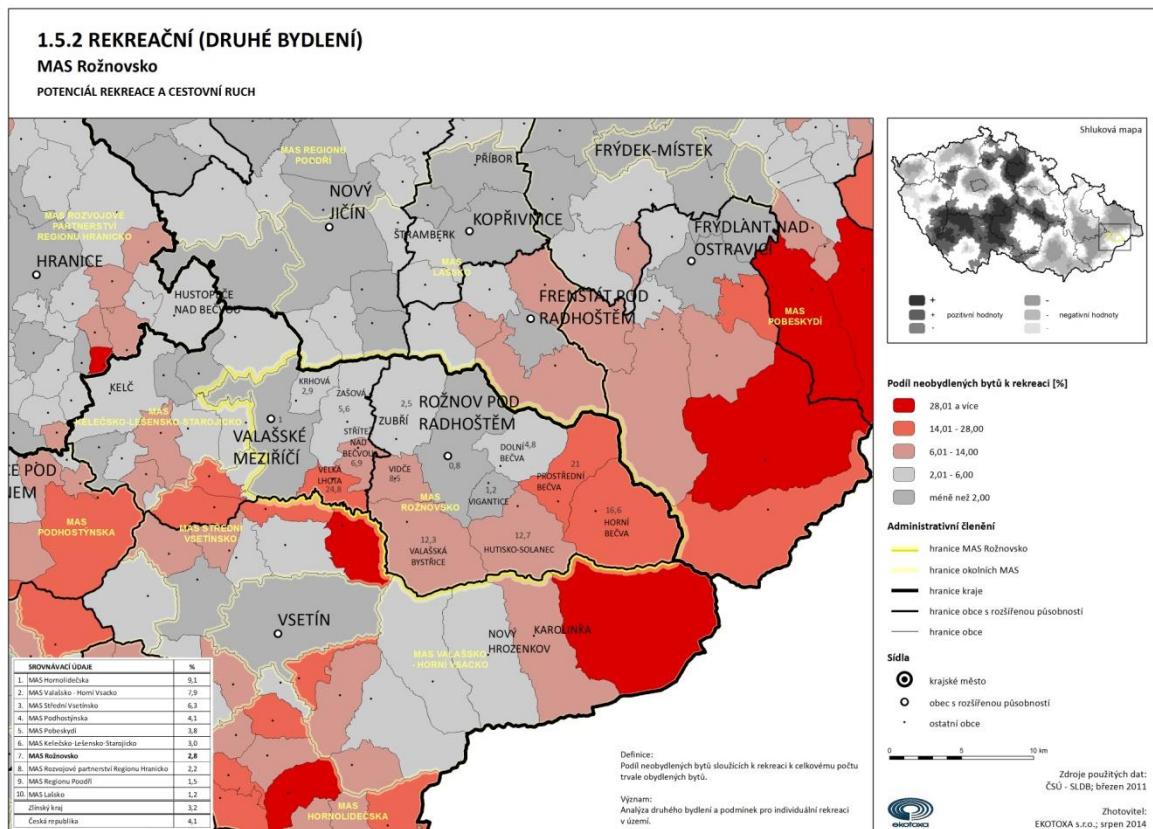 1.5.2 REKREAČNÍ (DRUHÉ BYDLENÍ)
MAS Rožnovsko
POTENCIÁL REKREACE A CESTOVNÍ RUCH
MAS REGIONU
POODŘÍ
PŘÍBOR
FRÝDEK-MÍSTEK
NOVÝ
JIČÍN
KOPŘIVNICE
MAS ROZVOJOVÉ
PARTNERSTVÍ
REGIONU HRANICKO
HRANICE
ŠTRAMBERK
MAS
LAŠSKO
FRÝDLANT NAD
OSTRAVICÍ
HUSTOPEČE
NAD BEČVOU
FRENŠTÁT POD
RADHOŠTĚM
MAS
POBESKYDÍ
KELČ
MAS
KELEČSKO-LEŠENSKO-STAROJICKO
KRHOVÁ
2,9
ZAŠOVÁ
5,6
2,5
ZUBŘÍ
ROŽNOV POD
RADHOŠTĚM
1
VALAŠSKÉ
MEZIŘÍČÍ
STŘÍTEŽ
NAD
BEČVOU
6,9
DOLNÍ
BEČVA
4,8
0,8
VELKÁ
LHOTA
24,8
VIDČE
8,5
21
PROSTŘEDNÍ
BEČVA
1,2
VIGANTICE
MAS
ROŽNOVSKO
16,6
HORNÍ
BEČVA
MAS
PODHOSTÝNSKA
MAS STŘEDNÍ
VSETÍNSKO
12,3
VALAŠSKÁ
BYSTŘICE
12,7
HUTISKO-SOLANEC
VSETÍN
NOVÝ
HROZENKOV
KAROLINKA
MAS VALAŠSKO
- HORNÍ VSACKO
MAS
HORNOLIDEČSKA
SROVNÁVACÍ ÚDAJE %
1. MAS Hornolidečska 9,1
2. MAS Valašsko - Horní Vsacko 7,9
3. MAS Střední Vsetínsko 6,3
4. MAS Podhostýnska 4,1
5. MAS Pobeskydí 3,8
6. MAS Kelečsko-Lešensko-Starojicko 3,0
7. MAS Rožnovsko 2,8
8. MAS Rozvojové partnerství Regionu Hranicko 2,2
9. MAS Regionu Poodří 1,5
10. MAS Lašsko 1,2
Zlínský kraj 3,2
Česká republika 4,1
Definice:
Podíl neobydlených bytů sloužících k rekreaci k celkovému počtu
trvale obydlených bytů.
Význam:
Analýza druhého bydlení a podmínek pro individuální rekreaci
v území.
Shluková mapa
+ -
+ pozitivní hodnoty - negativní hodnoty
Podíl neobydlených bytů k rekreaci [%]
28,01 a více
14,01 - 28,00
6,01 - 14,00
2,01 - 6,00
méně než 2,00
Administrativní členění
hranice MAS Rožnovsko
hranice okolních MAS
hranice kraje
hranice obce s rozšířenou působností
hranice obce
Sídla
krajské město
obec s rozšířenou působností
ostatní obce
0 5 10 km
Zdroje použitých dat:
ČSÚ - SLDB; březen 2011
Zhotovitel:
EKOTOXA s.r.o.; srpen 2014
ekotoxa